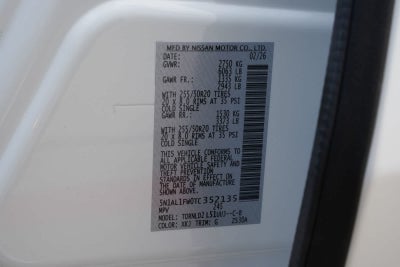 MFD BY NISSAN MOTOR CO., LTD.
DATE: 02/26
GVWR: 2750 KG
6063 LB
GAWR FR.: 1335 KG
2943 LB
WITH 255/50R20 TIRES
20 x 8.0 RIMS AT 35 PSI
COLD SINGLE
GAWR RR.: 1530 KG
3373 LB
WITH 255/50R20 TIRES
20 x 8.0 RIMS AT 35 PSI
COLD SINGLE
THIS VEHICLE CONFORMS TO
ALL APPLICABLE FEDERAL
MOTOR VEHICLE SAFETY AND
THEFT PREVENTION
STANDARDS IN EFFECT ON
THE DATE OF MANUFACTURE
SHOWN ABOVE.
5N1AL1FW0TC352135
MPV 245
MODEL:
COLOR: TRIM: G 2530A